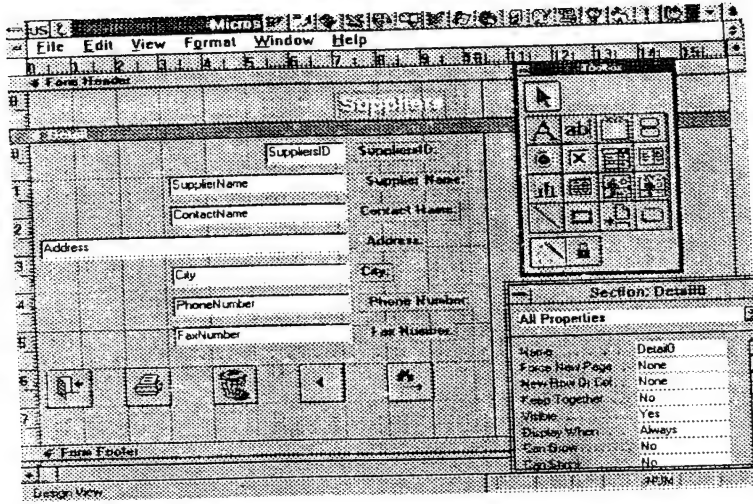 US
Microp
File Edit View Format Window Help
Form Header
Suppliers
SuppliersID SuppliersID:
SupplierName Supplier Name:
ContactName Contact Name:
Address Address:
City City:
PhoneNumber Phone Number:
FaxNumber Fax Number:
Form Footer
Design View
NUM
Section: Detail0
All Properties
Name Detail0
Force New Page None
New Row Or Col None
Keep Together No
Visible Yes
Display When Always
Can Grow No
Can Shrink No